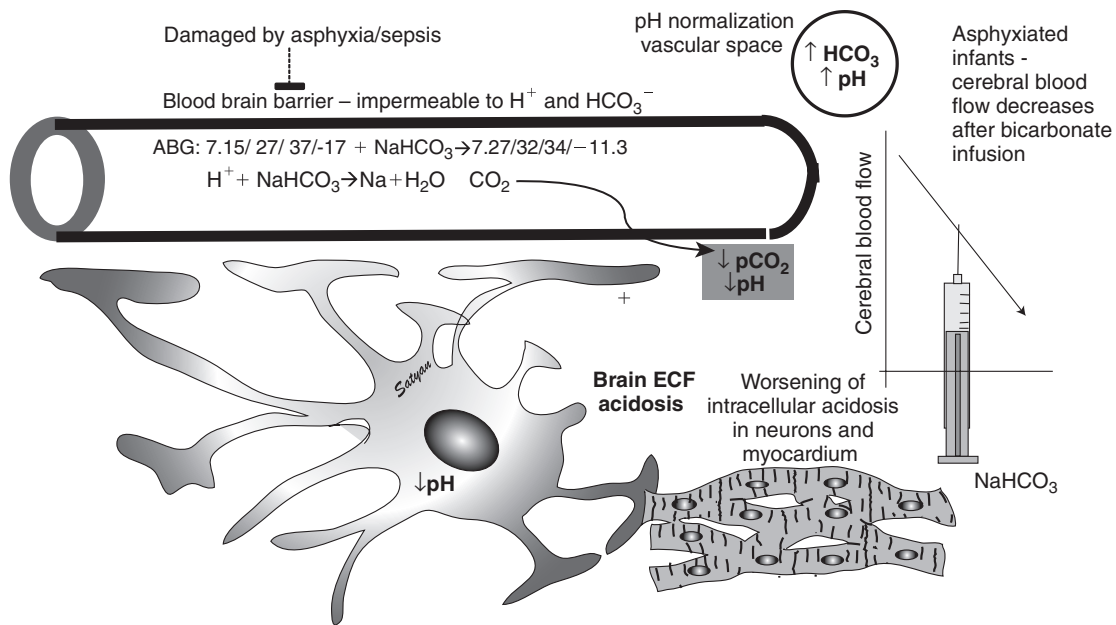 Damaged by asphyxia/sepsis
Blood brain barrier – impermeable to H⁺ and HCO₃⁻
ABG: 7.15/ 27/ 37/-17 + NaHCO₃→7.27/32/34/−11.3
H⁺ + NaHCO₃→Na+H₂O CO₂
pH normalization
vascular space
↑ HCO₃
↑ pH
Asphyxiated
infants -
cerebral blood
flow decreases
after bicarbonate
infusion
Cerebral blood flow
↓ pCO₂
↓pH
+
Satyan
Brain ECF
acidosis
Worsening of
intracellular acidosis
in neurons and
myocardium
↓pH
NaHCO₃